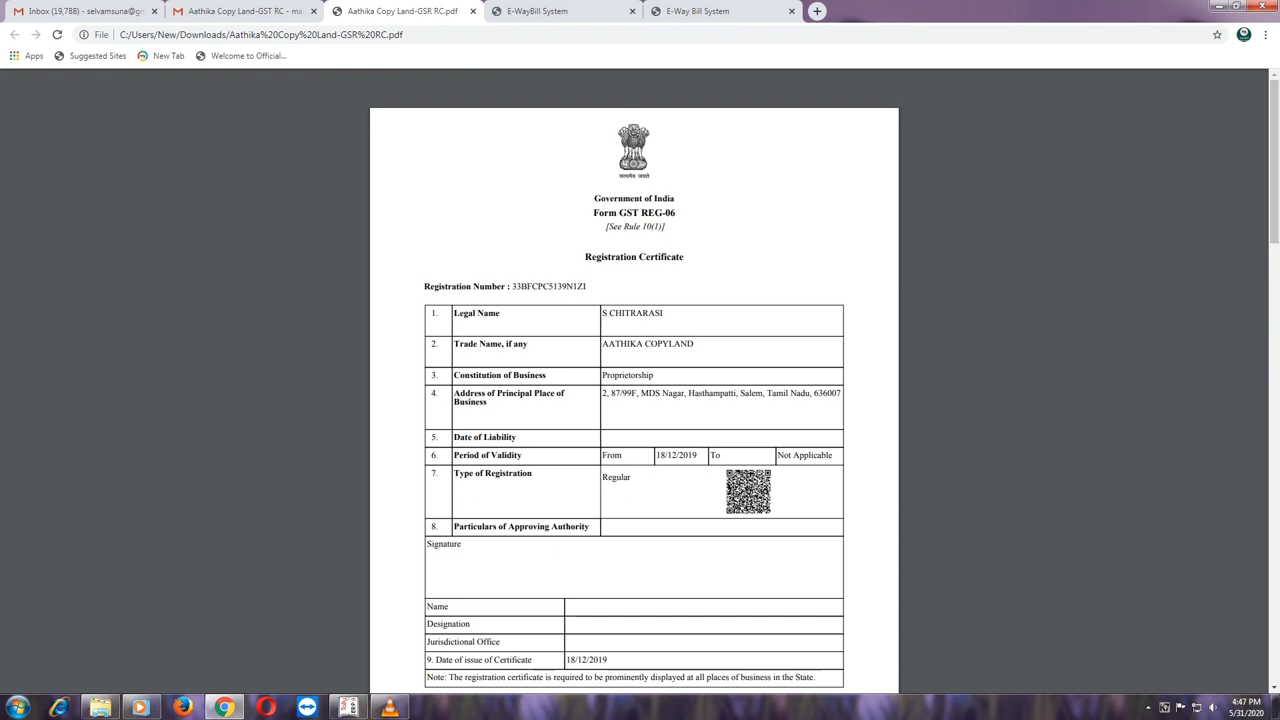 Inbox (19,788) - selvamsuna@g
Aathika Copy Land-GST RC - ma
Aathika Copy Land-GSR RC.pdf
E-WayBill System
E-Way Bill System
File
C:/Users/New/Downloads/Aathika%20Copy%20Land-GSR%20RC.pdf
Apps
Suggested Sites
New Tab
Welcome to Official...
सत्यमेव जयते
Government of India
Form GST REG-06
[See Rule 10(1)]
Registration Certificate
Registration Number : 33BFCPC5139N1ZI
1. Legal Name S CHITRARASI
2. Trade Name, if any AATHIKA COPYLAND
3. Constitution of Business Proprietorship
4. Address of Principal Place of 2, 87/99F, MDS Nagar, Hasthampatti, Salem, Tamil Nadu, 636007
Business
5. Date of Liability
6. Period of Validity From 18/12/2019 To Not Applicable
7. Type of Registration Regular
8. Particulars of Approving Authority
Signature
Name
Designation
Jurisdictional Office
9. Date of issue of Certificate 18/12/2019
Note: The registration certificate is required to be prominently displayed at all places of business in the State.
4:47 PM
5/31/2020